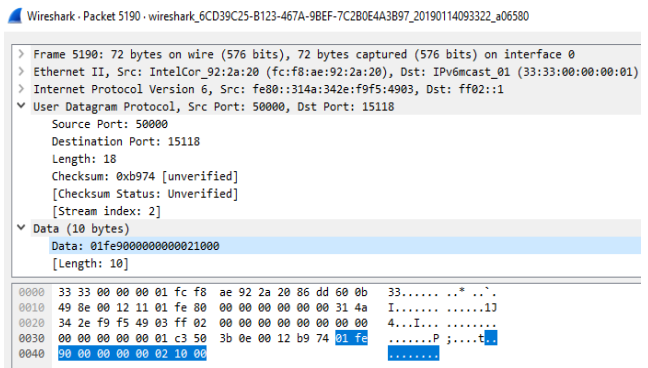 Wireshark · Packet 5190 · wireshark_6CD39C25-B123-467A-9BEF-7C2B0E4A3B97_20190114093322_a06580
> Frame 5190: 72 bytes on wire (576 bits), 72 bytes captured (576 bits) on interface 0
> Ethernet II, Src: IntelCor_92:2a:20 (fc:f8:ae:92:2a:20), Dst: IPv6mcast_01 (33:33:00:00:00:01)
> Internet Protocol Version 6, Src: fe80::314a:342e:f9f5:4903, Dst: ff02::1
User Datagram Protocol, Src Port: 50000, Dst Port: 15118
Source Port: 50000
Destination Port: 15118
Length: 18
Checksum: 0xb974 [unverified]
[Checksum Status: Unverified]
[Stream index: 2]
Data (10 bytes)
Data: 01fe9000000000021000
[Length: 10]
0000 33 33 00 00 00 01 fc f8 ae 92 2a 20 86 dd 60 0b 33...... ..* ..`.
0010 49 8e 00 12 11 01 fe 80 00 00 00 00 00 00 31 4a I....... ......1J
0020 34 2e f9 f5 49 03 ff 02 00 00 00 00 00 00 00 00 4...I... ........
0030 00 00 00 00 00 01 c3 50 3b 0e 00 12 b9 74 01 fe .......P ;....t..
0040 90 00 00 00 00 02 10 00 ........